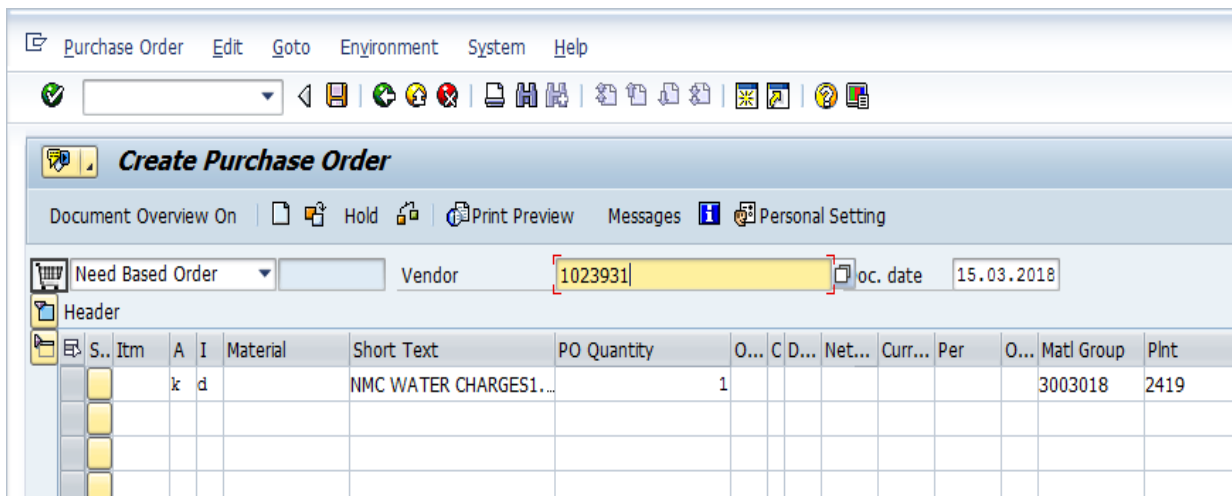 Purchase Order Edit Goto Environment System Help
Create Purchase Order
Document Overview On Hold Print Preview Messages Personal Setting
Need Based Order Vendor 1023931 oc. date 15.03.2018
Header
S.. Itm A I Material Short Text PO Quantity O... C D... Net... Curr... Per O... Matl Group Plnt
k d NMC WATER CHARGES1.... 1 3003018 2419